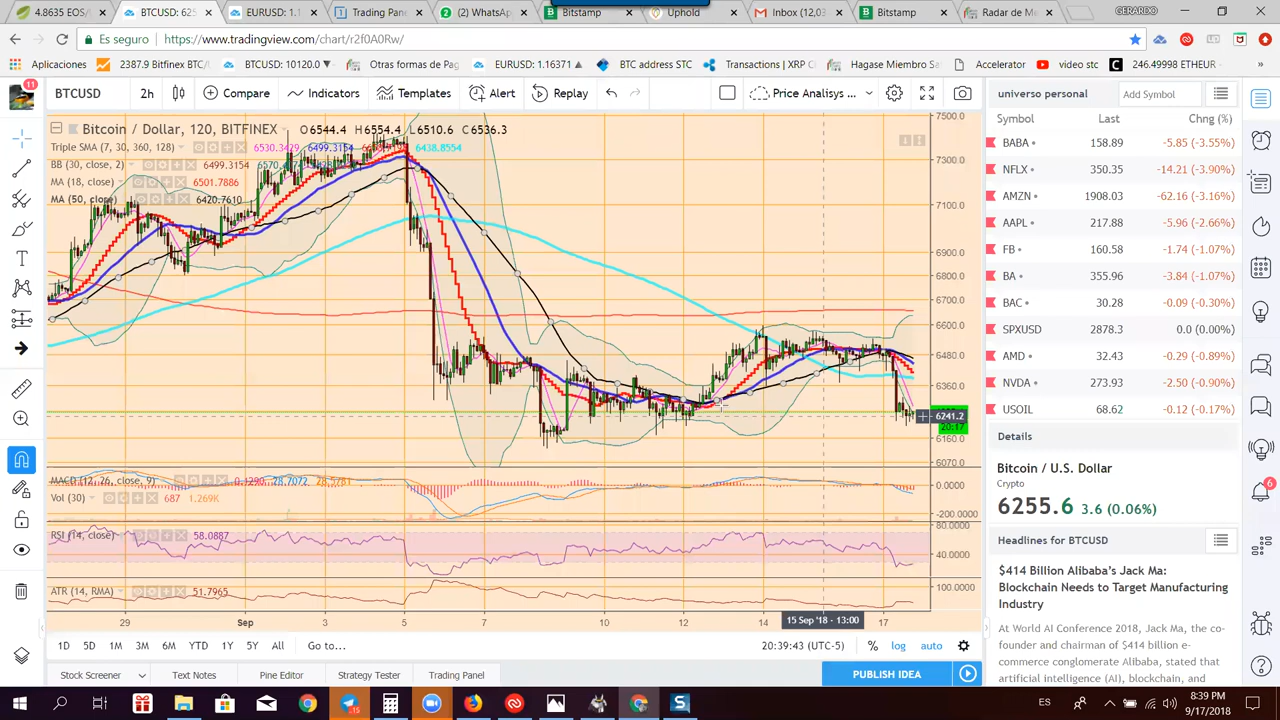 4.8635 EOS/
BTCUSD: 625
EURUSD: 1.1
Trading Pan
(2) WhatsAp
Bitstamp
Uphold
Inbox (12,03
Bitstamp
Radar de Me
GERARDO
Es seguro
https://www.tradingview.com/chart/r2f0A0Rw/
Aplicaciones
2387.9 Bitfinex BTC/
BTCUSD: 10120.0 ▼
Otras formas de Pag
EURUSD: 1.16371 ▲
BTC address STC
Transactions | XRP C
Hagase Miembro Sa
Accelerator
video stc
246.49998 ETHEUR
11
BTCUSD
2h
Compare
Indicators
Templates
Alert
Replay
Price Analisys ...
universo personal
Add Symbol
Bitcoin / Dollar, 120, BITFINEX
O6544.4 H6554.4 L6510.6 C6536.3
Triple SMA (7, 30, 360, 128)
6499.3154
6438.8554
BB (30, close, 2)
6499.3154
MA (18, close)
6501.7886
MA (50, close)
6420.7610
7500.0
7300.0
7100.0
6900.0
6800.0
6700.0
6600.0
6480.0
6360.0
6241.2
20:17
6160.0
6070.0
MACD (12, 26, close, 9)
0.1290
28.7072
28.5781
0.0000
Vol (30)
687
1.269K
-200.0000
RSI (14, close)
58.0887
80.0000
40.0000
ATR (14, RMA)
51.7965
100.0000
29
Sep
3
5
7
10
12
14
15 Sep '18 - 13:00
17
1D
5D
1M
3M
6M
YTD
1Y
5Y
All
Go to...
20:39:43 (UTC-5)
%
log
auto
Stock Screener
Text Notes
Pine Editor
Strategy Tester
Trading Panel
PUBLISH IDEA
Symbol Last Chng (%)
BABA 158.89 -5.85 (-3.55%)
NFLX 350.35 -14.21 (-3.90%)
AMZN 1908.03 -62.16 (-3.16%)
AAPL 217.88 -5.96 (-2.66%)
FB 160.58 -1.74 (-1.07%)
BA 355.96 -3.84 (-1.07%)
BAC 30.28 -0.09 (-0.30%)
SPXUSD 2878.3 0.0 (0.00%)
AMD 32.43 -0.29 (-0.89%)
NVDA 273.93 -2.50 (-0.90%)
USOIL 68.62 -0.12 (-0.17%)
Details
Bitcoin / U.S. Dollar
Crypto
6255.6 3.6 (0.06%)
Headlines for BTCUSD
$414 Billion Alibaba's Jack Ma:
Blockchain Needs to Target Manufacturing
Industry
At World AI Conference 2018, Jack Ma, the co-
founder and chairman of $414 billion e-
commerce conglomerate Alibaba, stated that
artificial intelligence (AI), blockchain, and
6
15
ES
8:39 PM
9/17/2018